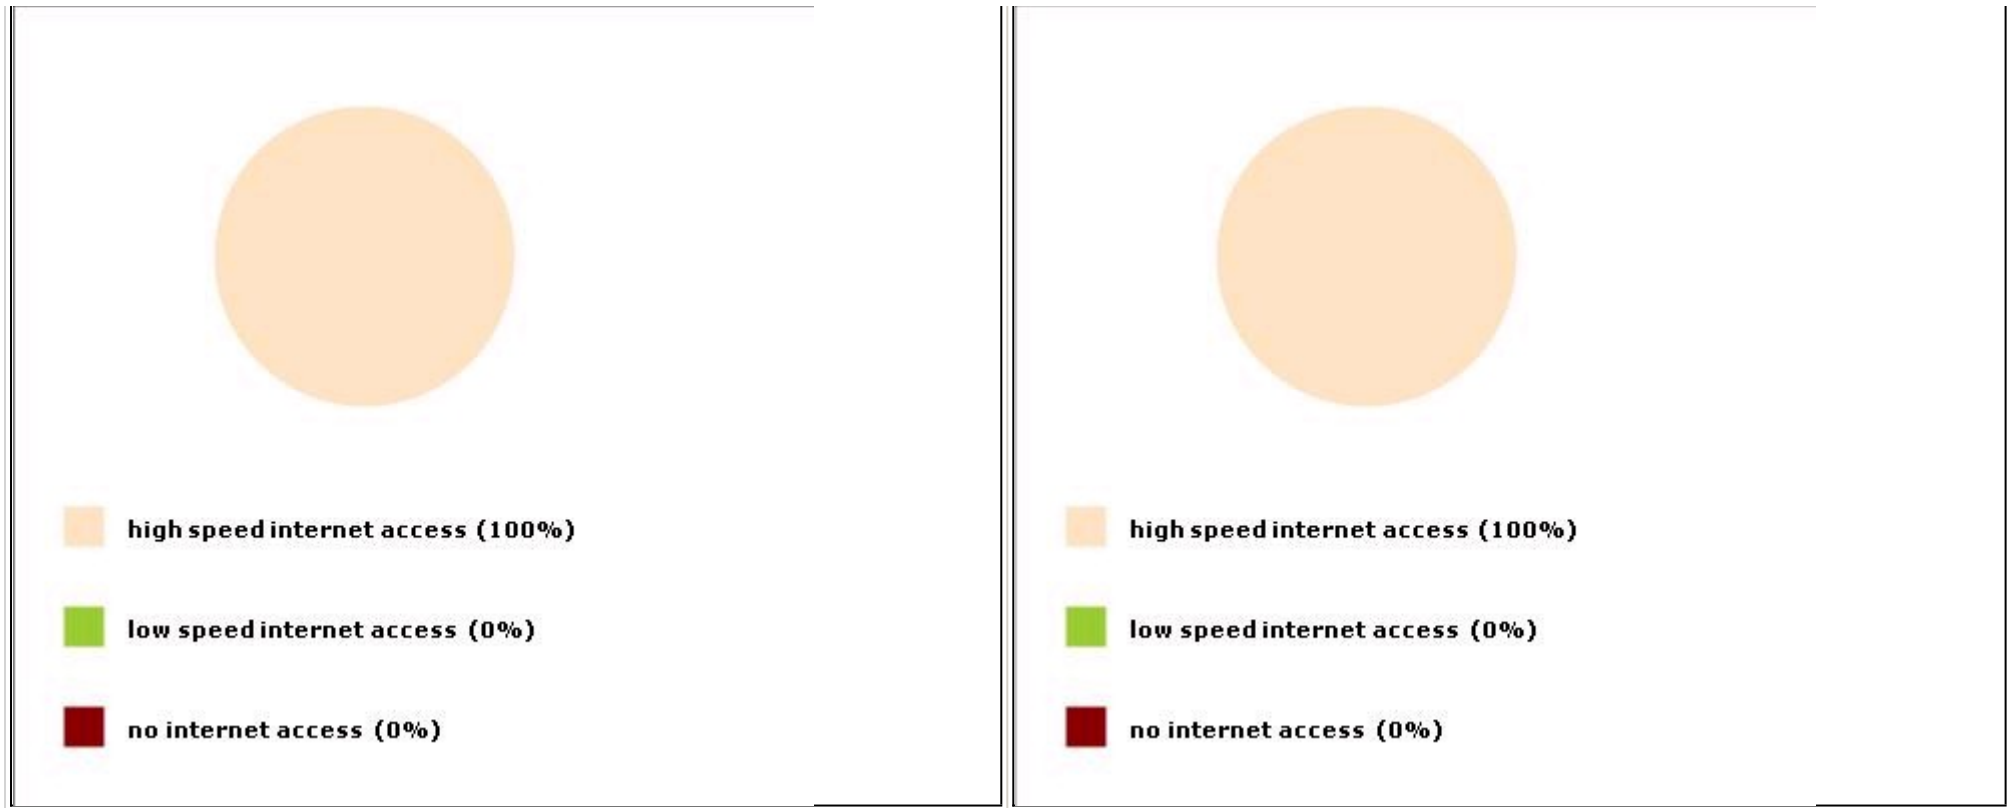 high speed internet access (100%)
low speed internet access (0%)
no internet access (0%)
high speed internet access (100%)
low speed internet access (0%)
no internet access (0%)